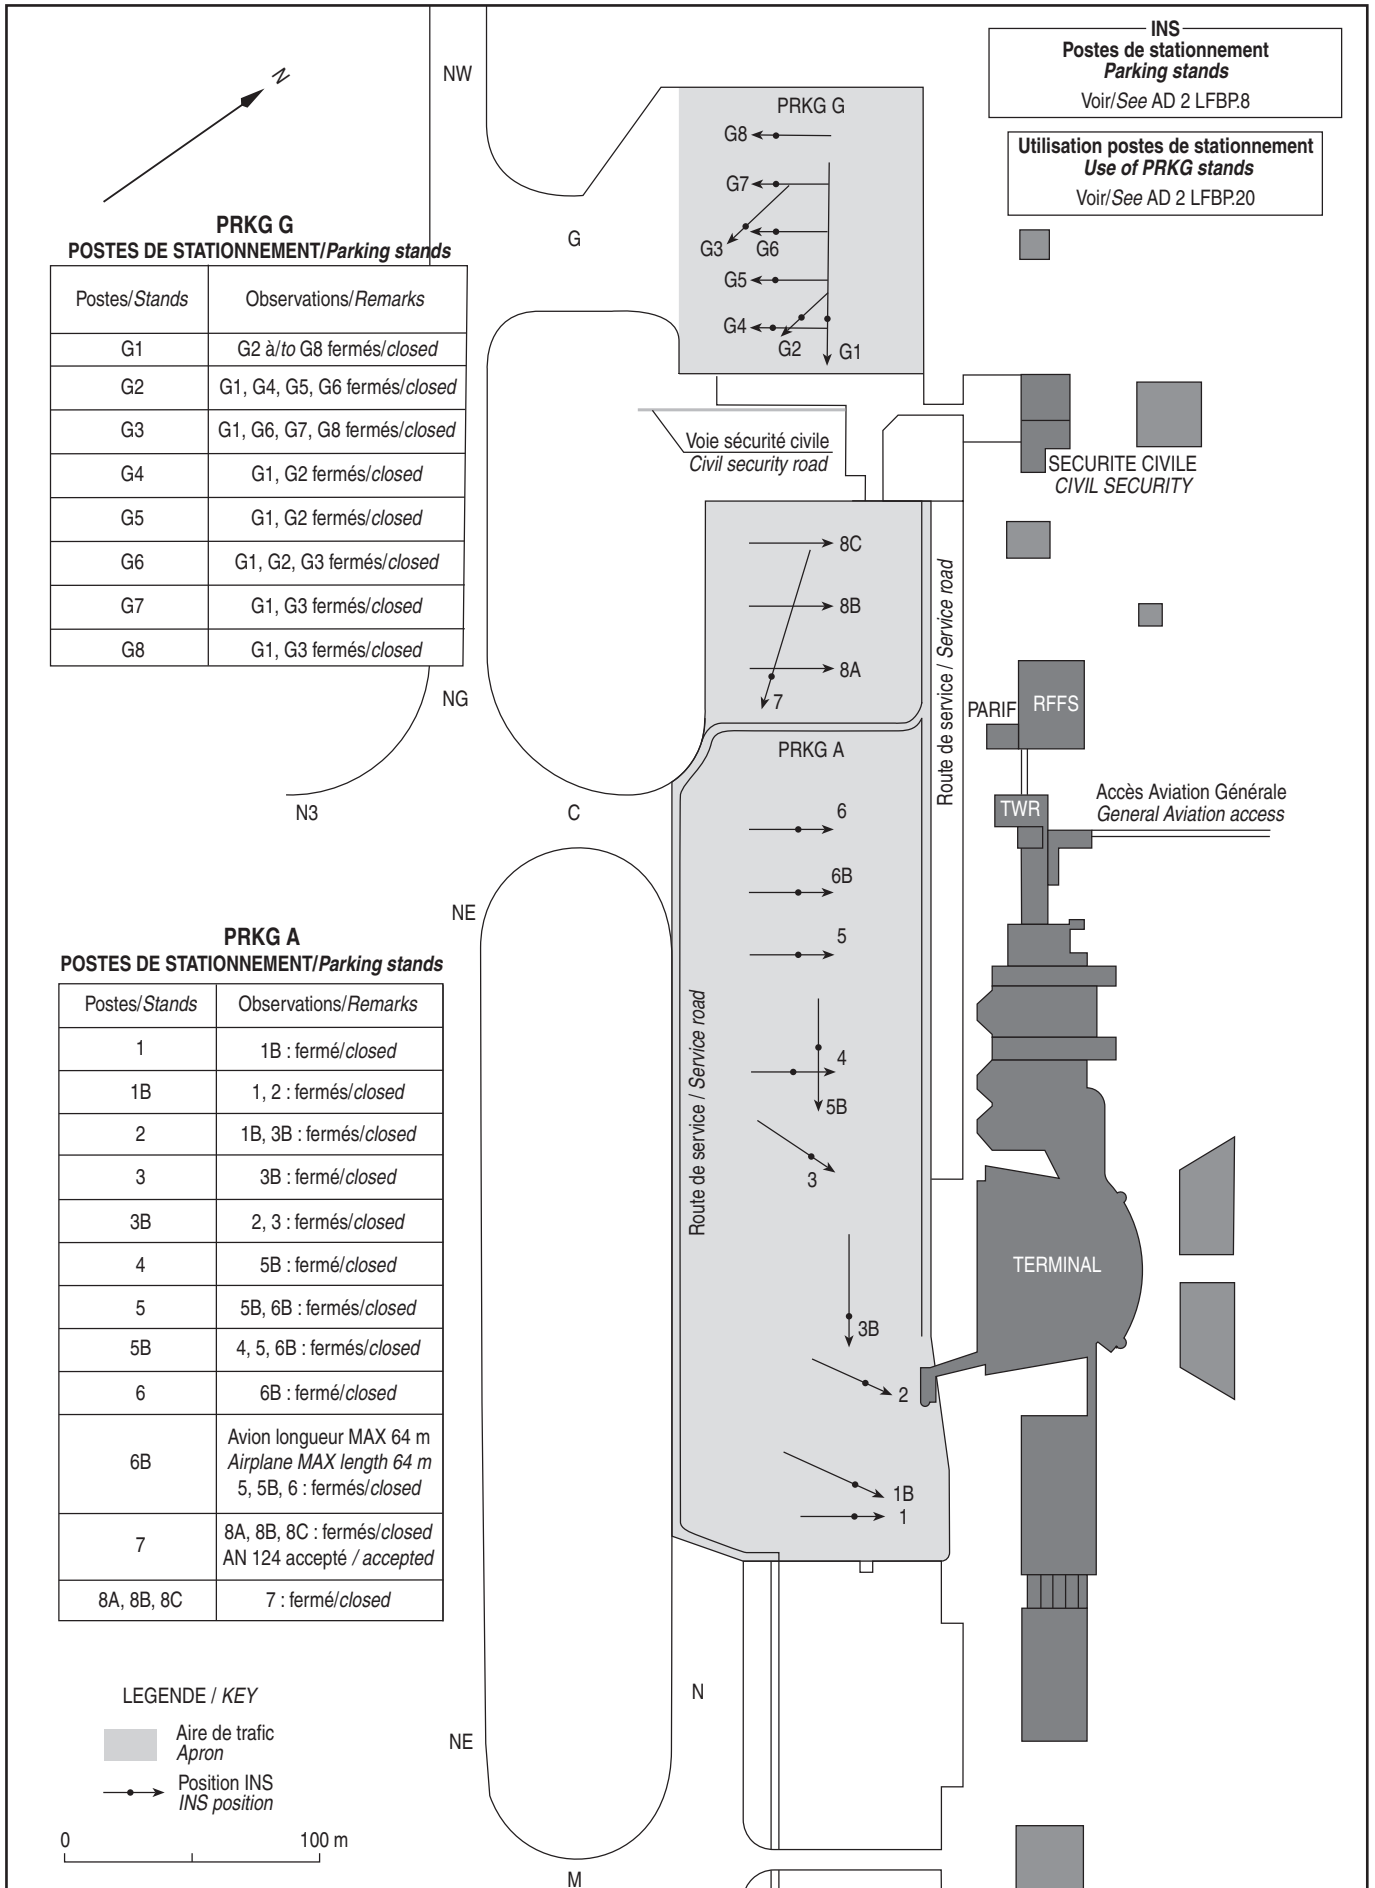 INS
Postes de stationnement
Parking stands
Voir/See AD 2 LFBP.8
Utilisation postes de stationnement
Use of PRKG stands
Voir/See AD 2 LFBP.20
N
NW
PRKG G
G8
G7
G3
G6
G5
G4
G2
G1
G
PRKG G
POSTES DE STATIONNEMENT/Parking stands
Postes/Stands Observations/Remarks
G1 G2 à/to G8 fermés/closed
G2 G1, G4, G5, G6 fermés/closed
G3 G1, G6, G7, G8 fermés/closed
G4 G1, G2 fermés/closed
G5 G1, G2 fermés/closed
G6 G1, G2, G3 fermés/closed
G7 G1, G3 fermés/closed
G8 G1, G3 fermés/closed
Voie sécurité civile
Civil security road
SECURITE CIVILE
CIVIL SECURITY
8C
8B
8A
7
Route de service / Service road
NG
PARIF
RFFS
PRKG A
N3
C
TWR
Accès Aviation Générale
General Aviation access
6
6B
5
4
5B
3
3B
2
1B
1
Route de service / Service road
TERMINAL
NE
PRKG A
POSTES DE STATIONNEMENT/Parking stands
Postes/Stands Observations/Remarks
1 1B : fermé/closed
1B 1, 2 : fermés/closed
2 1B, 3B : fermés/closed
3 3B : fermé/closed
3B 2, 3 : fermés/closed
4 5B : fermé/closed
5 5B, 6B : fermés/closed
5B 4, 5, 6B : fermés/closed
6 6B : fermé/closed
6B Avion longueur MAX 64 m
Airplane MAX length 64 m
5, 5B, 6 : fermés/closed
7 8A, 8B, 8C : fermés/closed
AN 124 accepté / accepted
8A, 8B, 8C 7 : fermé/closed
N
NE
M
LEGENDE / KEY
Aire de trafic
Apron
Position INS
INS position
0 100 m